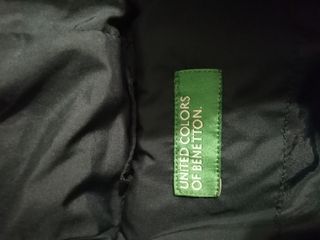 UNITED COLORS
OF BENETTON.